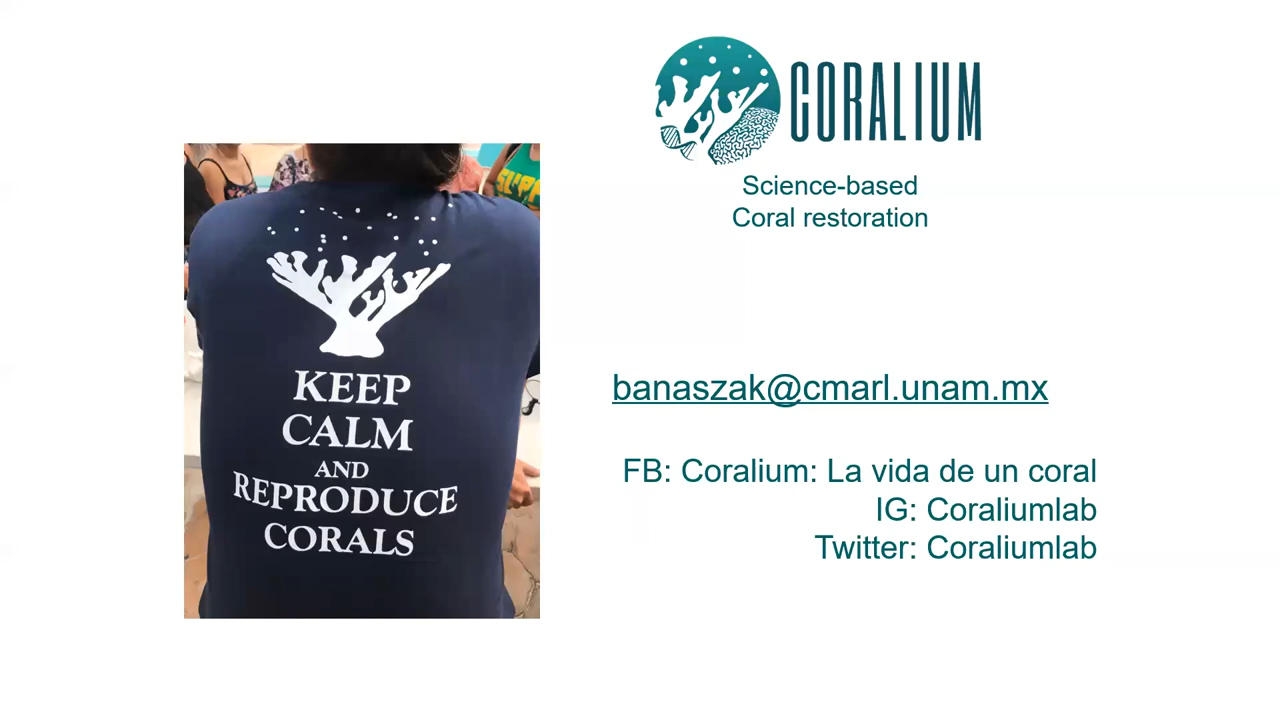 CORALIUM
Science-based
Coral restoration
KEEP
CALM
AND
REPRODUCE
CORALS
banaszak@cmarl.unam.mx
FB: Coralium: La vida de un coral
IG: Coraliumlab
Twitter: Coraliumlab